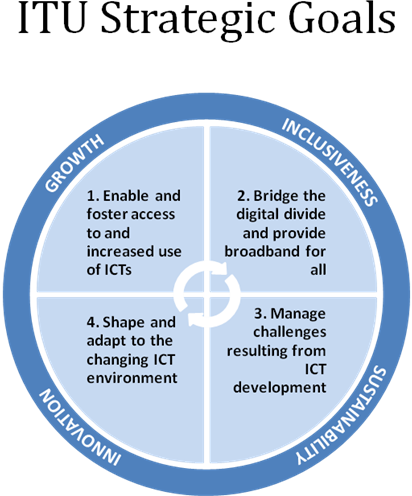 ITU Strategic Goals
GROWTH
INCLUSIVENESS
1. Enable and
foster access
to and
increased use
of ICTs
2. Bridge the
digital divide
and provide
broadband for
all
4. Shape and
adapt to the
changing ICT
environment
3. Manage
challenges
resulting from
ICT
development
INNOVATION
SUSTAINABILITY